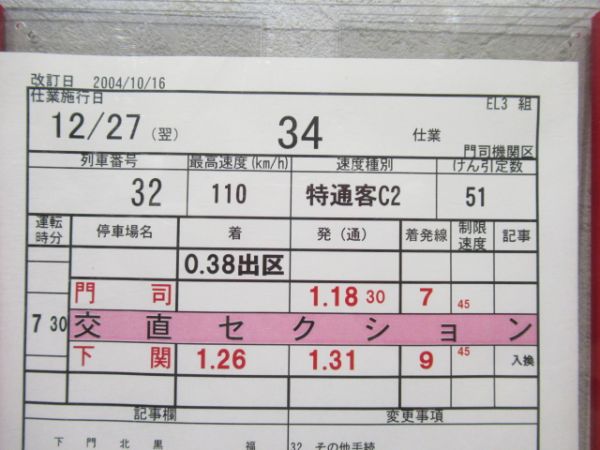 改訂日 2004/10/16
仕業施行日 EL3 組
12/27 (翌) 34 仕業
門司機関区
列車番号 最高速度(km/h) 速度種別 けん引定数
32 110 特通客C2 51
運転時分 停車場名 着 発(通) 着発線 制限速度 記事
0.38出区
門司 1.18 30 7 45
7 30 交直セクション
下関 1.26 1.31 9 45 入換
記事欄 変更事項
下 門 北 黒 福 32 その他手続